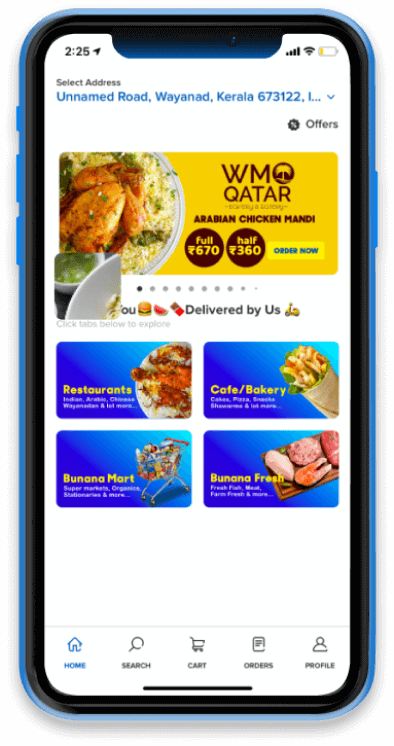 2:25
Select Address
Unnamed Road, Wayanad, Kerala 673122, I...
Offers
WMO
QATAR
ARABIAN CHICKEN MANDI
full
₹670
half
₹360
ORDER NOW
ou🍔🍉🍫Delivered by Us 🛵
Click tabs below to explore
Restaurants
Indian, Arabic, Chinese
Wayanadan & lot more...
Cafe/Bakery
Cakes, Pizza, Snacks
Shawarma & lot more...
Bunana Mart
Super markets, Organics,
Stationaries & more...
Bunana Fresh
Fresh Fish, Meat,
Farm Fresh & more...
HOME
SEARCH
CART
ORDERS
PROFILE